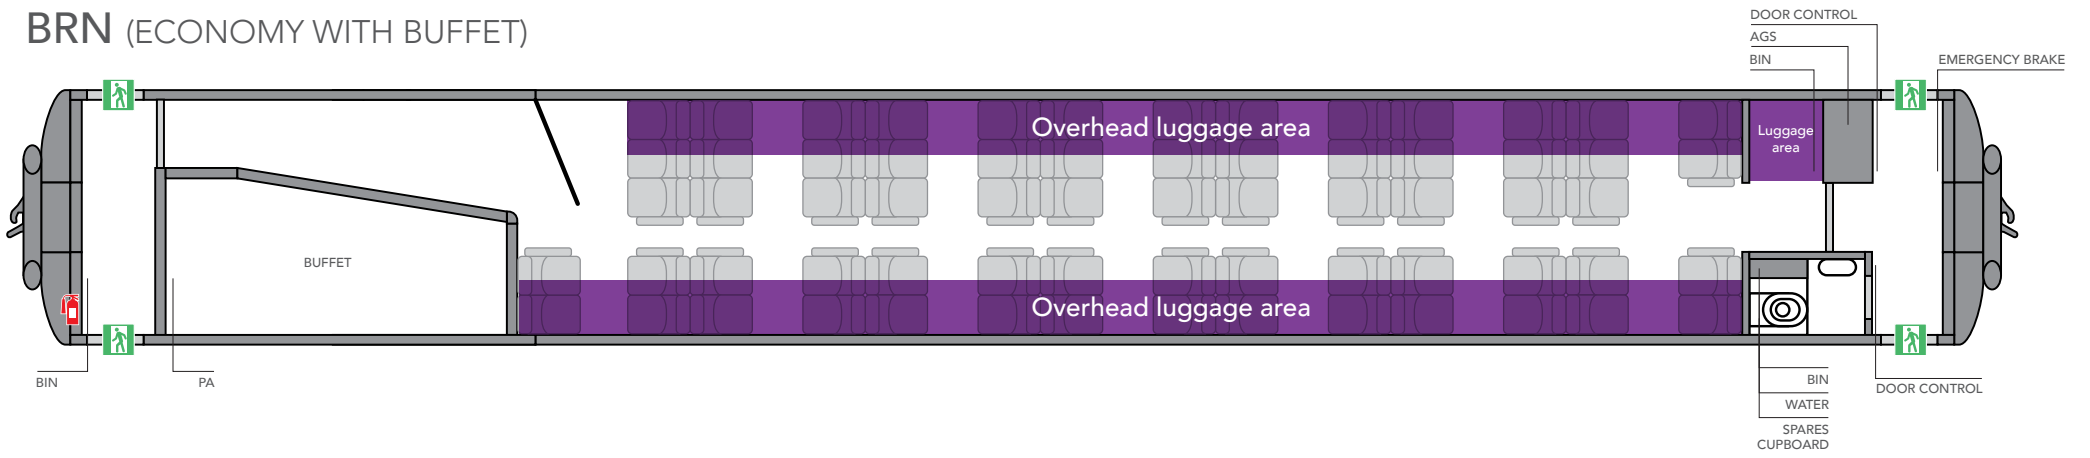 BRN (ECONOMY WITH BUFFET)
DOOR CONTROL
AGS
BIN
EMERGENCY BRAKE
Overhead luggage area
Luggage
area
BUFFET
Overhead luggage area
BIN
PA
BIN
DOOR CONTROL
WATER
SPARES
CUPBOARD